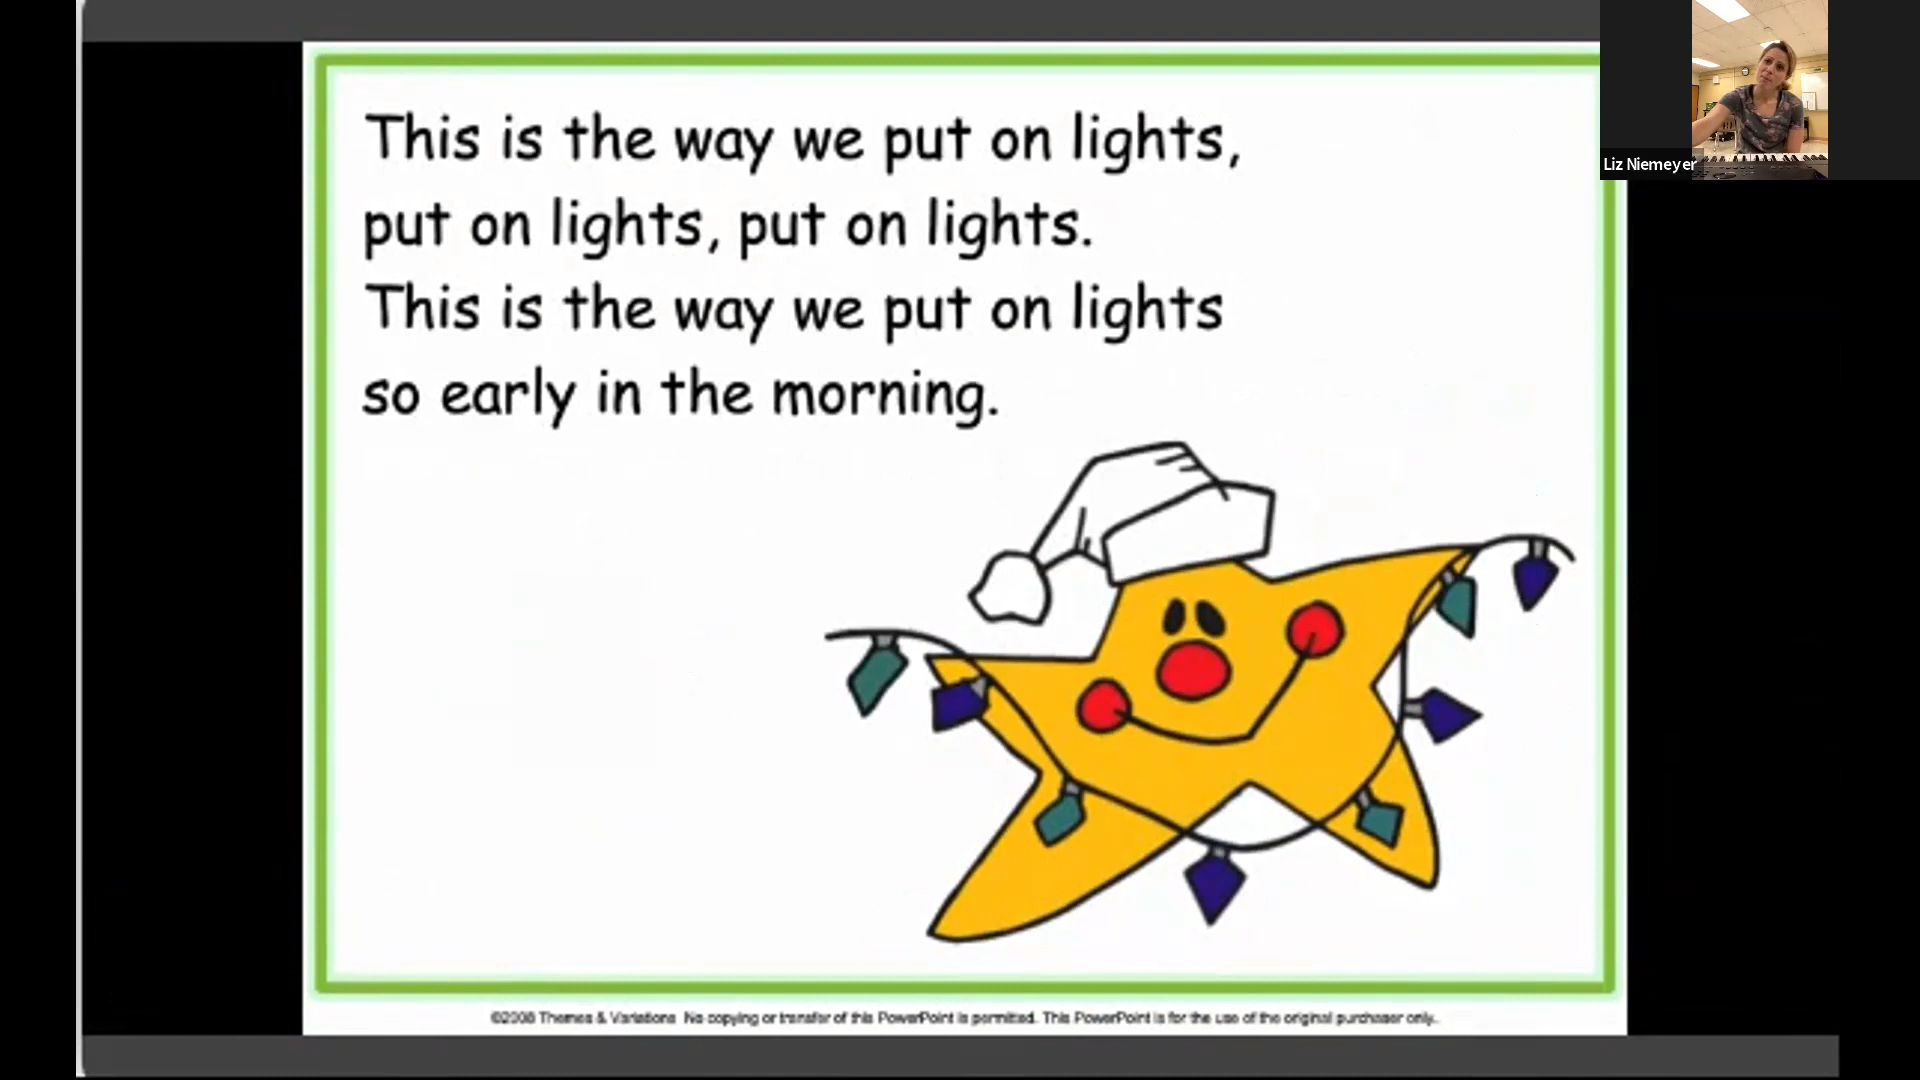 This is the way we put on lights,
put on lights, put on lights.
This is the way we put on lights
so early in the morning.
Liz Niemeyer
©2008 Themes & Variations No copying or transfer of this PowerPoint is permitted. This PowerPoint is for the use of the original purchaser only.